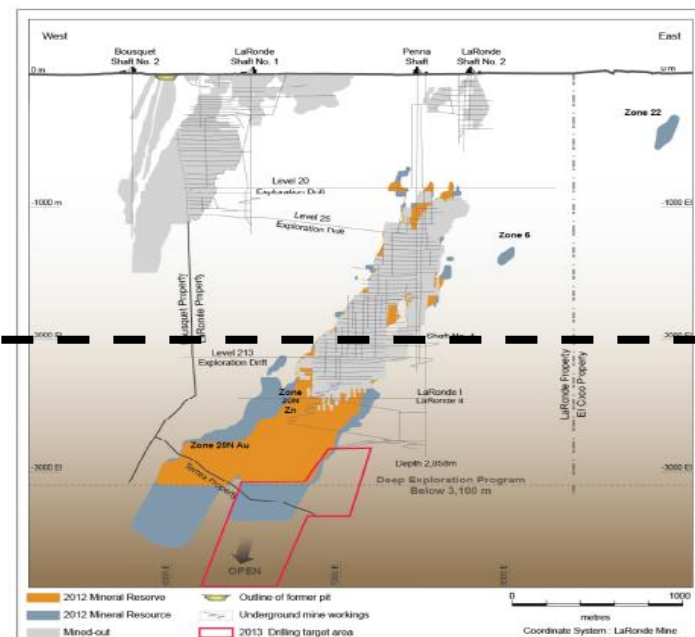 West
East
Bousquet
Shaft No. 2
LaRonde
Shaft No. 1
Penna
Shaft
LaRonde
Shaft No. 2
0 m
0 m
Zone 22
Level 20
Exploration Drift
-1000 m
-1000 El
Level 25
Exploration Drift
Zone 6
Bousquet Property
LaRonde Property
-2000 El
-2000 El
Level 213
Exploration Drift
LaRonde Property
El Coco Property
Zone
20N
Zn
LaRonde I
LaRonde II
Zone 20N Au
Terrex Property
Depth 2,858m
-3000 El
-3000 El
Deep Exploration Program
Below 3,100 m
OPEN
2012 Mineral Reserve
Outline of former pit
2012 Mineral Resource
Underground mine workings
Mined-out
2013 Drilling target area
0
1000
metres
Coordinate System : LaRonde Mine